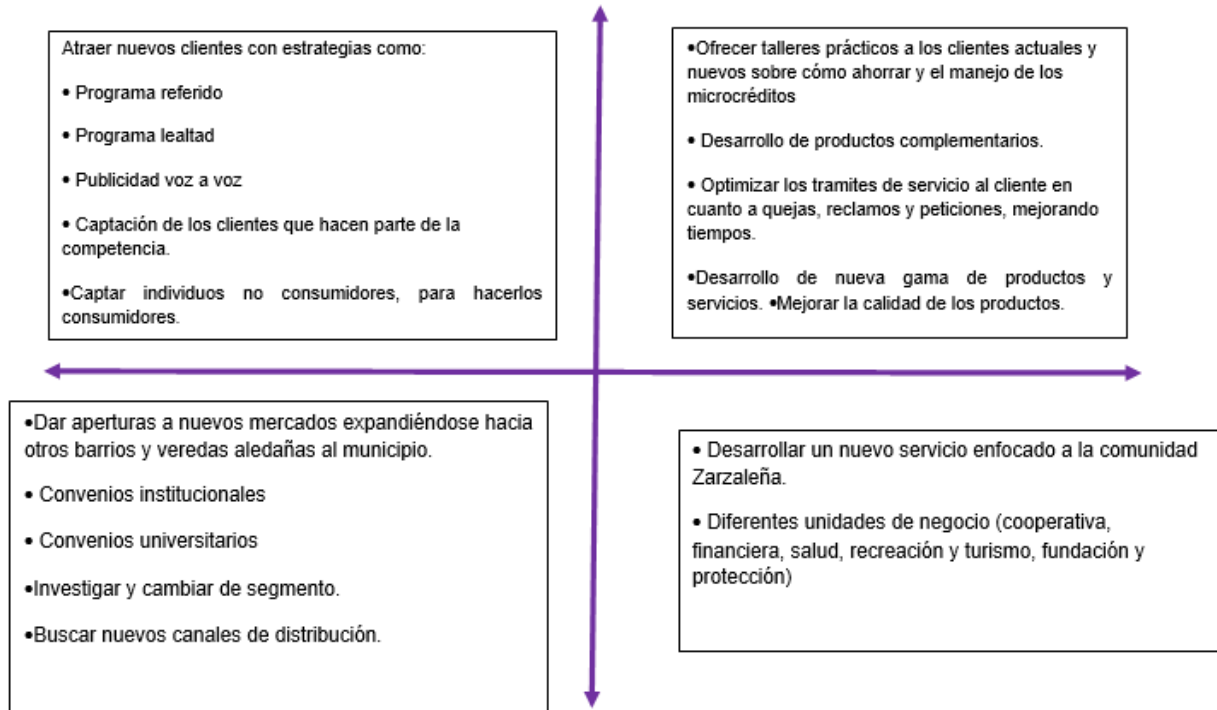 Atraer nuevos clientes con estrategias como:
• Programa referido
• Programa lealtad
• Publicidad voz a voz
• Captación de los clientes que hacen parte de la
competencia.
•Captar individuos no consumidores, para hacerlos
consumidores.
•Ofrecer talleres prácticos a los clientes actuales y
nuevos sobre cómo ahorrar y el manejo de los
microcréditos
• Desarrollo de productos complementarios.
• Optimizar los tramites de servicio al cliente en
cuanto a quejas, reclamos y peticiones, mejorando
tiempos.
•Desarrollo de nueva gama de productos y
servicios. •Mejorar la calidad de los productos.
•Dar aperturas a nuevos mercados expandiéndose hacia
otros barrios y veredas aledañas al municipio.
• Convenios institucionales
• Convenios universitarios
•Investigar y cambiar de segmento.
•Buscar nuevos canales de distribución.
• Desarrollar un nuevo servicio enfocado a la comunidad
Zarzaleña.
• Diferentes unidades de negocio (cooperativa,
financiera, salud, recreación y turismo, fundación y
protección)